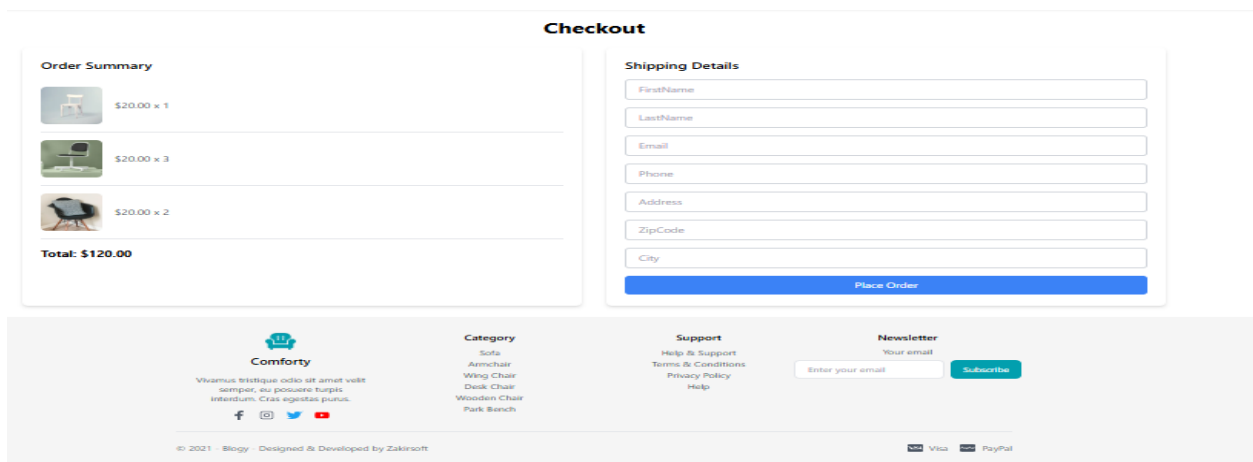 Checkout
Order Summary
$20.00 x 1
$20.00 x 3
$20.00 x 2
Total: $120.00
Shipping Details
FirstName
LastName
Email
Phone
Address
ZipCode
City
Place Order
Comforty
Vivamus tristique odio sit amet velit
semper, eu posuere turpis
interdum. Cras egestas purus.
Category
Sofa
Armchair
Wing Chair
Desk Chair
Wooden Chair
Park Bench
Support
Help & Support
Terms & Conditions
Privacy Policy
Help
Newsletter
Your email
Enter your email
Subscribe
© 2021 - Blogy - Designed & Developed by Zakirsoft
Visa
PayPal